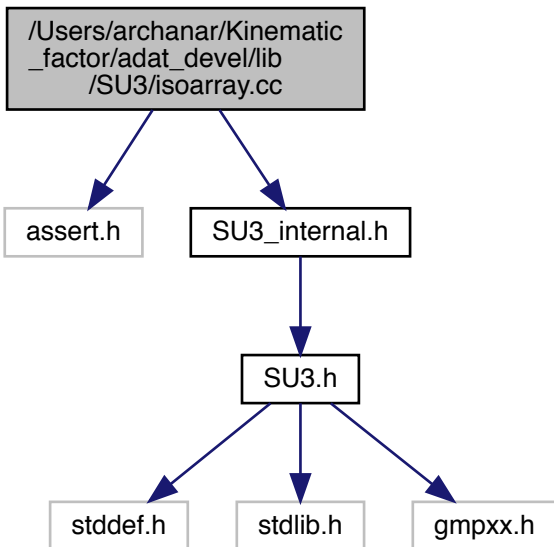 /Users/archanar/Kinematic
_factor/adat_devel/lib
/SU3/isoarray.cc
assert.h
SU3_internal.h
SU3.h
stddef.h
stdlib.h
gmpxx.h